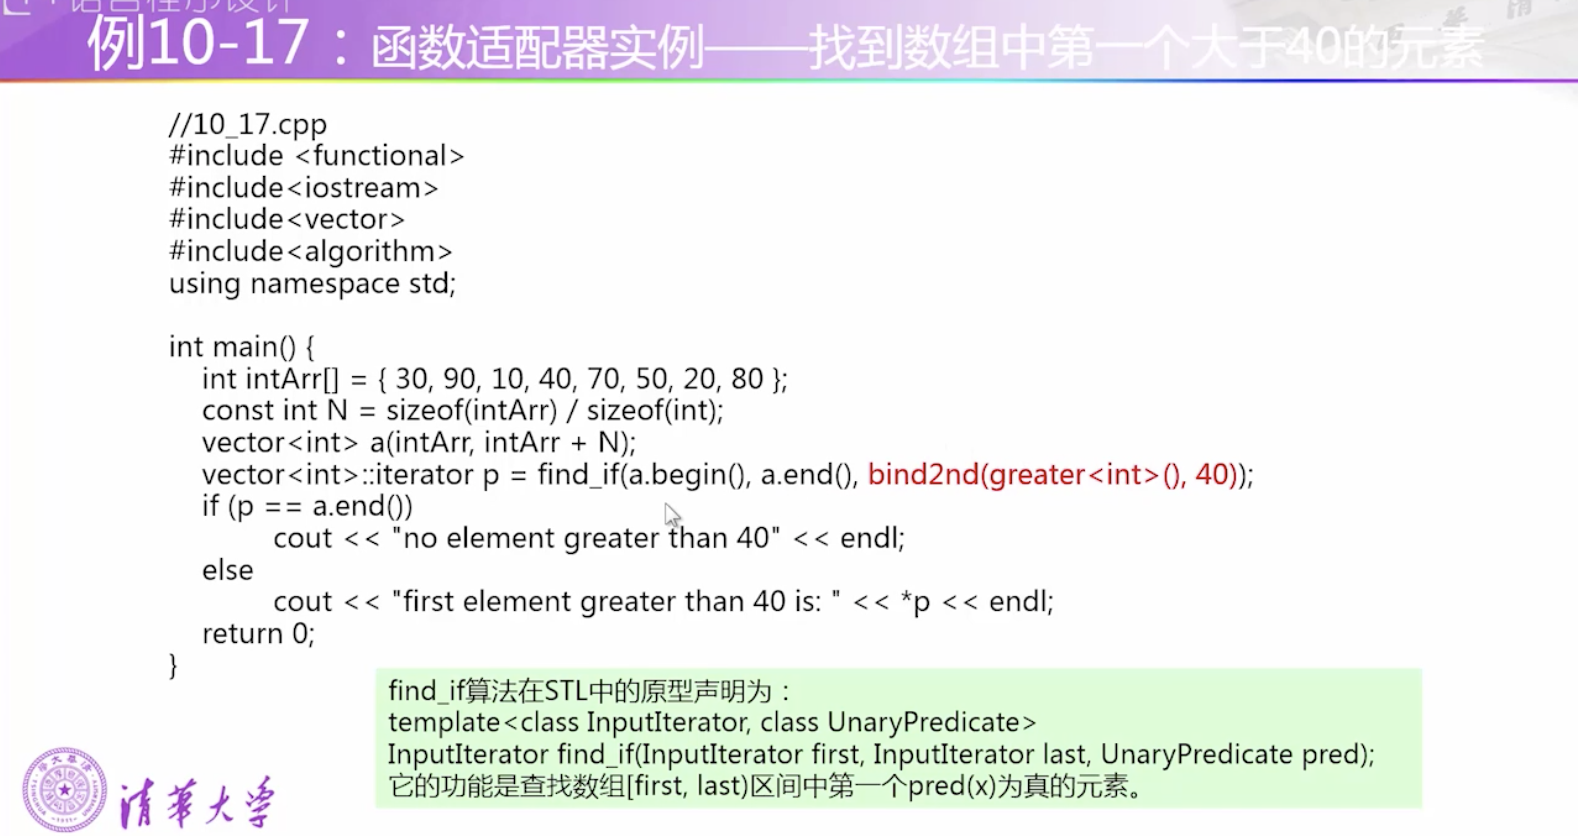 语言程序设计
例10-17：函数适配器实例——找到数组中第一个大于40的元素
//10_17.cpp
#include <functional>
#include<iostream>
#include<vector>
#include<algorithm>
using namespace std;
int main() {
int intArr[] = { 30, 90, 10, 40, 70, 50, 20, 80 };
const int N = sizeof(intArr) / sizeof(int);
vector<int> a(intArr, intArr + N);
vector<int>::iterator p = find_if(a.begin(), a.end(), bind2nd(greater<int>(), 40));
if (p == a.end())
cout << "no element greater than 40" << endl;
else
cout << "first element greater than 40 is: " << *p << endl;
return 0;
}
find_if算法在STL中的原型声明为：
template<class InputIterator, class UnaryPredicate>
InputIterator find_if(InputIterator first, InputIterator last, UnaryPredicate pred);
它的功能是查找数组[first, last)区间中第一个pred(x)为真的元素。
清華大学